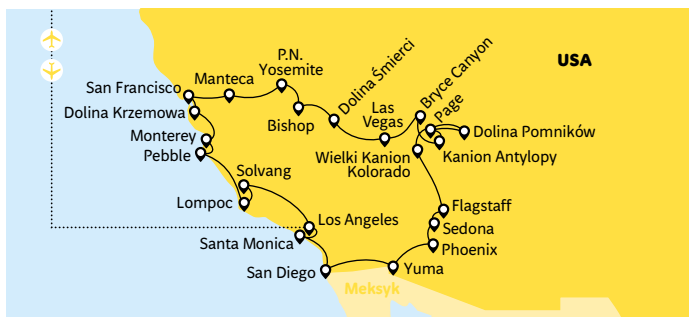 USA
P.N.
Yosemite
Manteca
San Francisco
Dolina Krzemowa
Monterey
Pebble
Bishop
Dolina Śmierci
Las
Vegas
Bryce Canyon
Page
Dolina Pomników
Kanion Antylopy
Wielki Kanion
Kolorado
Solvang
Lompoc
Los Angeles
Santa Monica
San Diego
Flagstaff
Sedona
Phoenix
Yuma
Meksyk